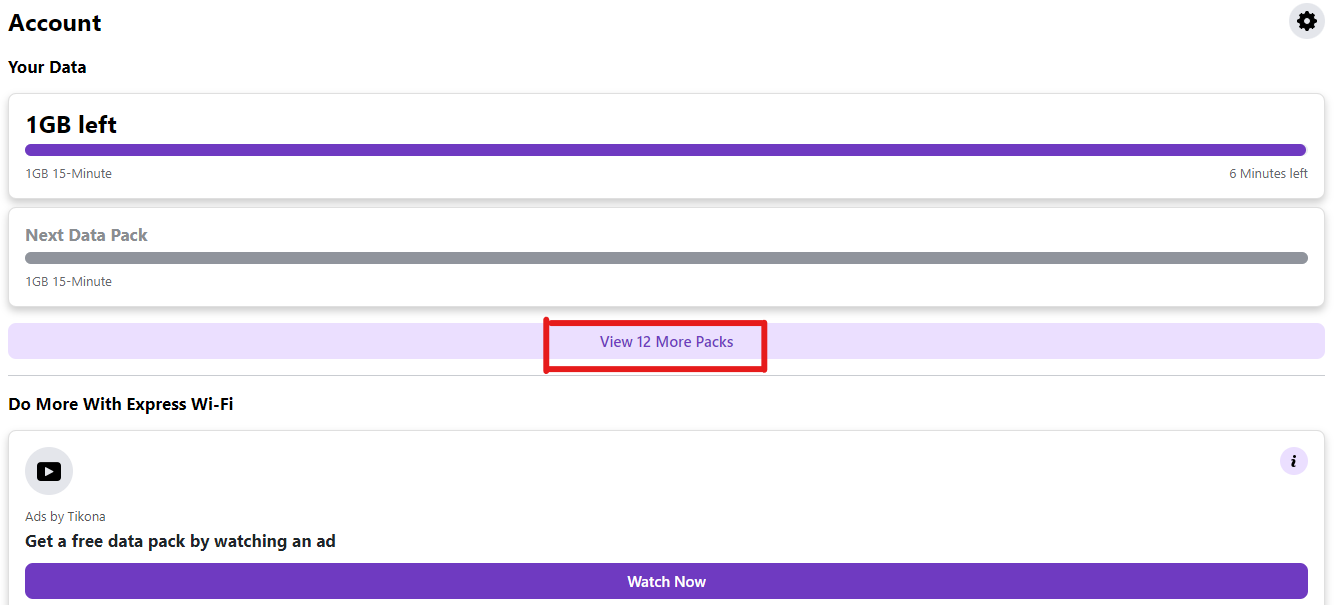 Account
Your Data
1GB left
1GB 15-Minute 6 Minutes left
Next Data Pack
1GB 15-Minute
View 12 More Packs
Do More With Express Wi-Fi
i
Ads by Tikona
Get a free data pack by watching an ad
Watch Now